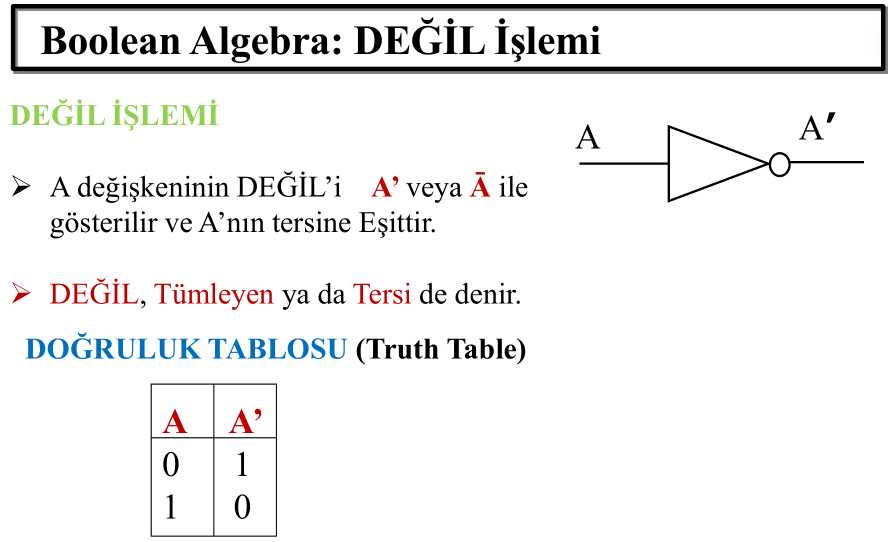 Boolean Algebra: DEĞİL İşlemi
DEĞİL İŞLEMİ
A A′
➢ A değişkeninin DEĞİL’i A’ veya Ā ile
gösterilir ve A’nın tersine Eşittir.
➢ DEĞİL, Tümleyen ya da Tersi de denir.
DOĞRULUK TABLOSU (Truth Table)
A A’
0 1
1 0